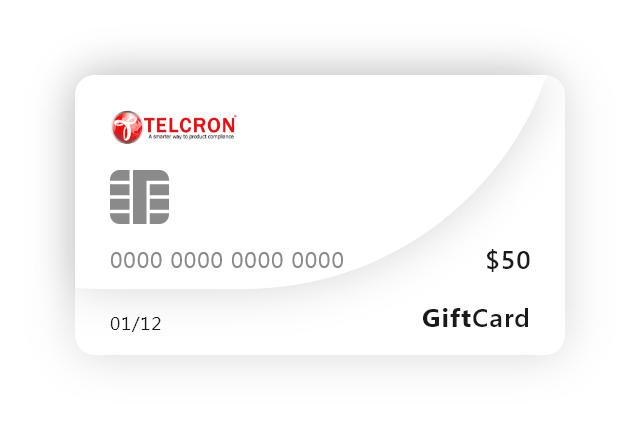 TELCRON
A smarter way to product compliance
0000 0000 0000 0000
$50
01/12
GiftCard